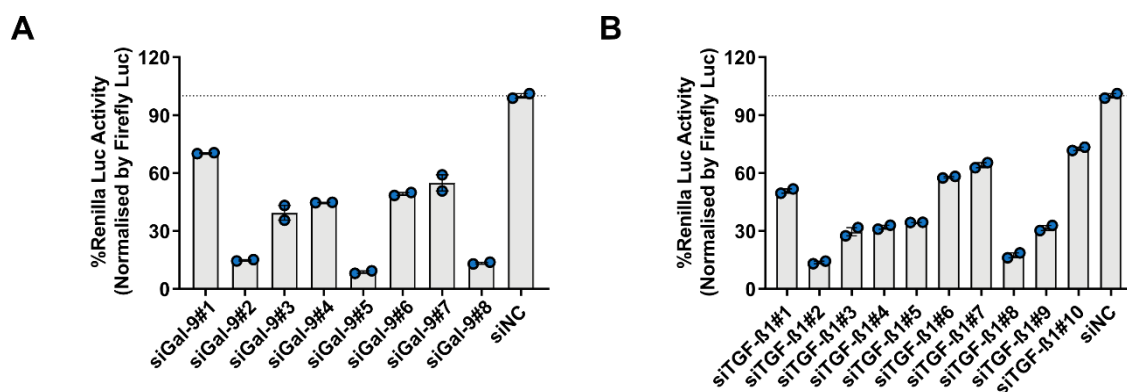 A
%Renilla Luc Activity
(Normalised by Firefly Luc)
120
90
60
30
0
siGal-9#1
siGal-9#2
siGal-9#3
siGal-9#4
siGal-9#5
siGal-9#6
siGal-9#7
siGal-9#8
siNC
B
%Renilla Luc Activity
(Normalised by Firefly Luc)
120
90
60
30
0
siTGF-ß1#1
siTGF-ß1#2
siTGF-ß1#3
siTGF-ß1#4
siTGF-ß1#5
siTGF-ß1#6
siTGF-ß1#7
siTGF-ß1#8
siTGF-ß1#9
siTGF-ß1#10
siNC